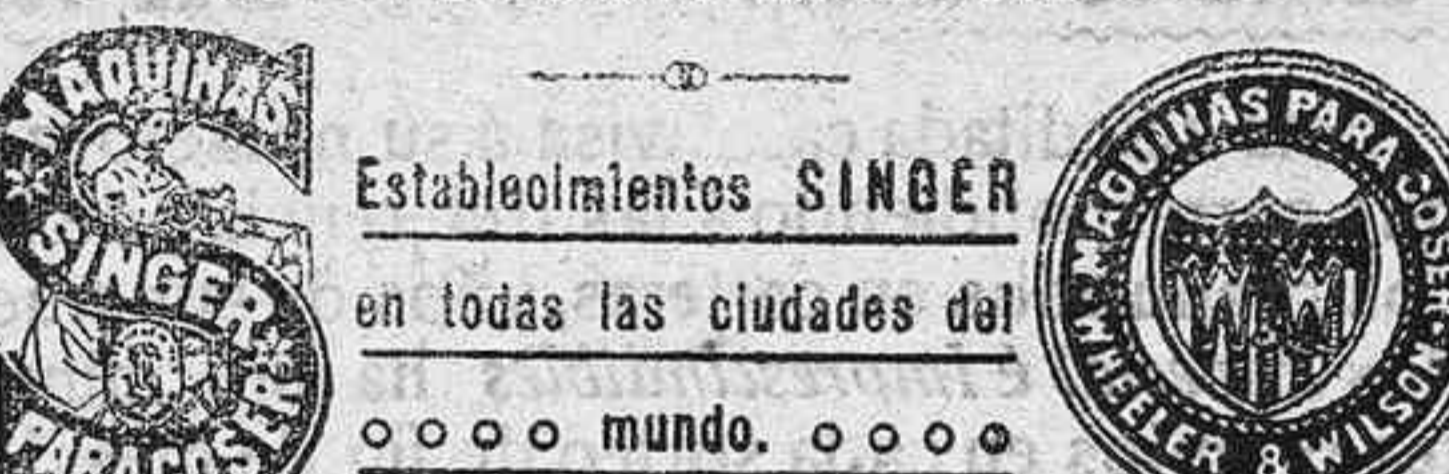 MAQUINAS
SINGER
PARA COSER
Establecimientos SINGER
en todas las ciudades del
mundo.
MAQUINAS PARA COSER
WHEELER & WILSON
W W